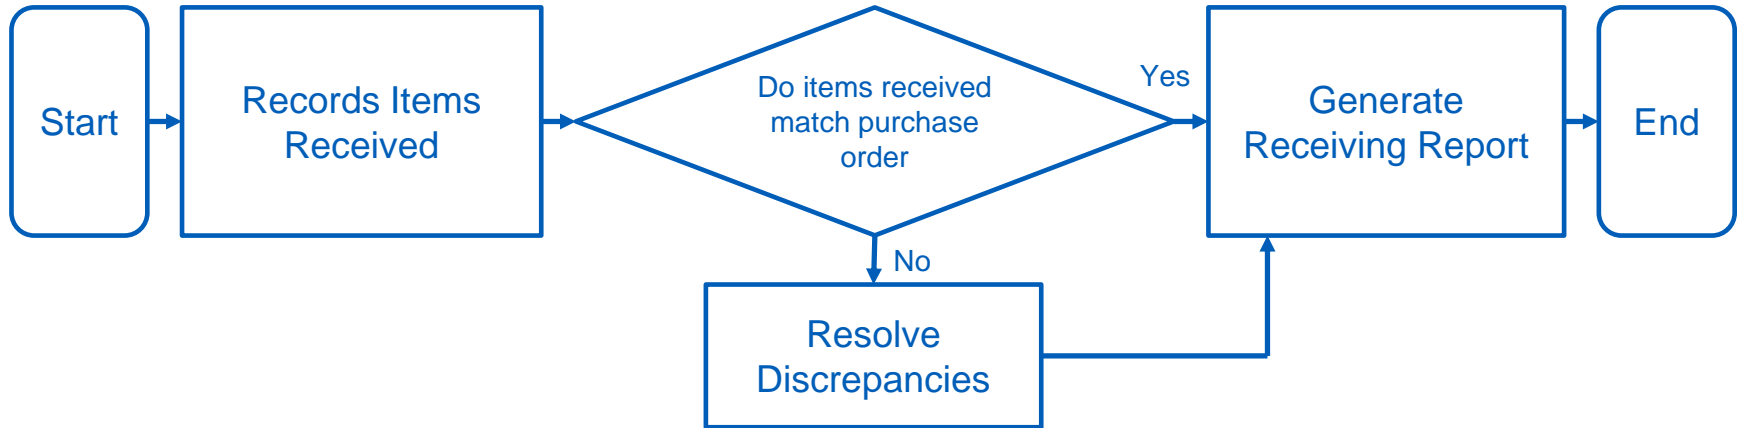 Start
Records Items
Received
Do items received
match purchase
order
Yes
Generate
Receiving Report
End
No
Resolve
Discrepancies